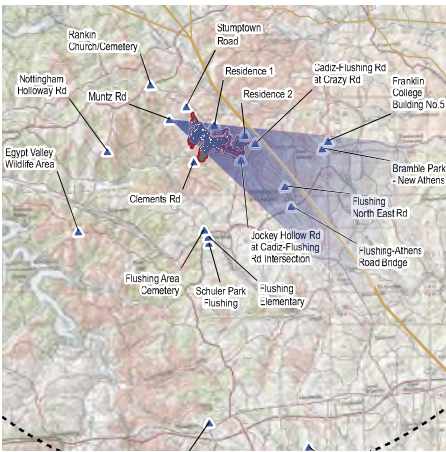 Rankin
Church/Cemetery
Stumptown
Road
Nottingham
Holloway Rd
Muntz Rd
Residence 1
Residence 2
Cadiz-Flushing Rd
at Crazy Rd
Franklin
College
Building No.5
Egypt Valley
Wildlife Area
Clements Rd
Bramble Park
- New Athens
Flushing
North East Rd
Jockey Hollow Rd
at Cadiz-Flushing
Rd Intersection
Flushing-Athens
Road Bridge
Flushing Area
Cemetery
Schuler Park
Flushing
Flushing
Elementary